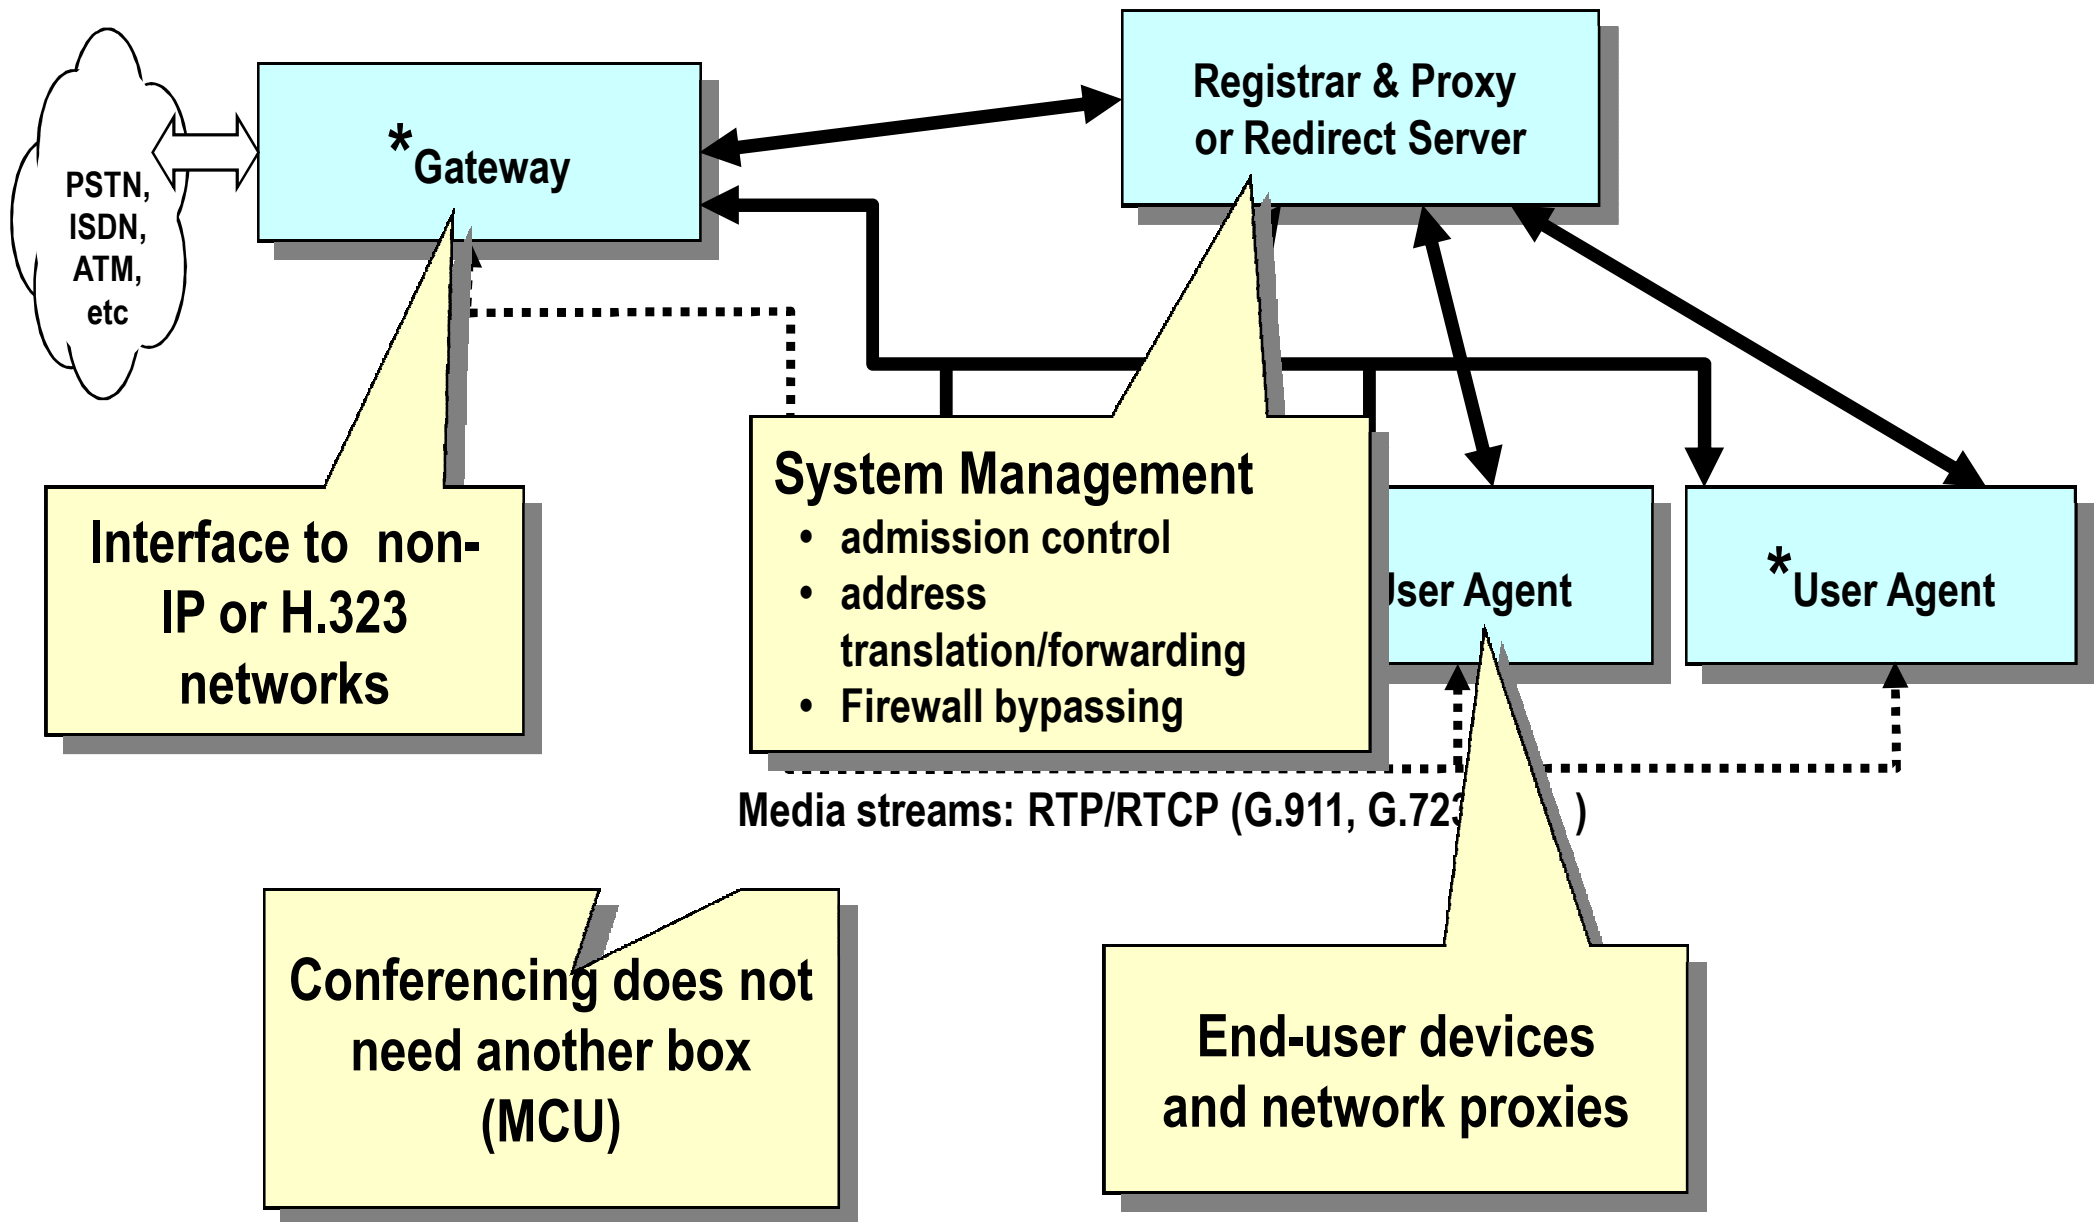 Registrar & Proxy
or Redirect Server
*Gateway
PSTN,
ISDN,
ATM,
etc
System Management
• admission control
• address
translation/forwarding
• Firewall bypassing
Interface to non-
IP or H.323
networks
Agent
*User Agent
Media streams: RTP/RTCP (G.911, G.723 )
Conferencing does not
need another box
(MCU)
End-user devices
and network proxies